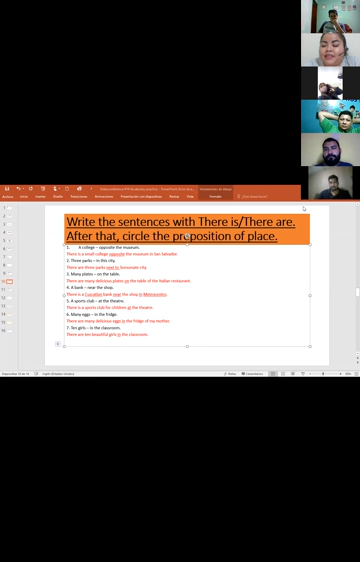 Write the sentences with There is/There are.
After that, circle the preposition of place.
1. A college – opposite the museum.
There is a small college opposite the museum in San Salvador
2. Three parks – in this city.
There are three parks next to Sonsonate city.
3. Many plates – on the table.
There are many delicious plates on the table of the Italian restaurant.
4. A bank – near the shop.
There is a Cuscatlan bank near the shop in Metrocentro.
5. A sports club – at the theatre.
There is a sports club for children at the theatre.
6. Many eggs – in the fridge.
There are many delicious eggs in the fridge of my mother.
7. Ten girls – in the classroom.
There are ten beautiful girls in the classroom.